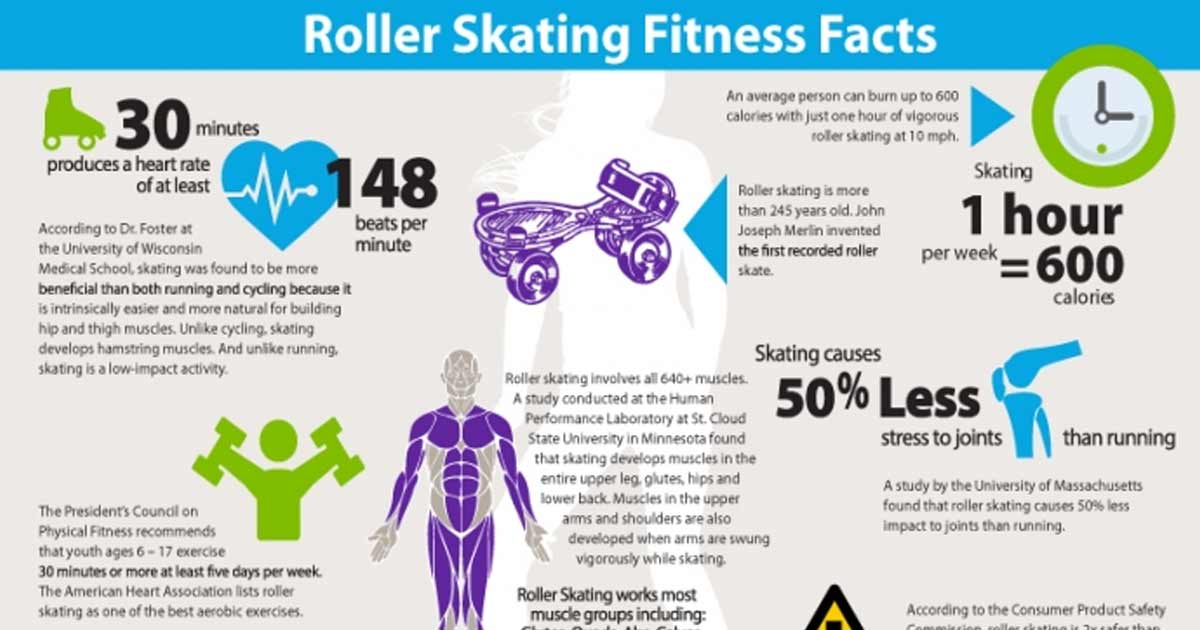 Roller Skating Fitness Facts
30 minutes
produces a heart rate
of at least
148
beats per
minute
According to Dr. Foster at
the University of Wisconsin
Medical School, skating was found to be more
beneficial than both running and cycling because it
is intrinsically easier and more natural for building
hip and thigh muscles. Unlike cycling, skating
develops hamstring muscles. And unlike running,
skating is a low-impact activity.
The President's Council on
Physical Fitness recommends
that youth ages 6 – 17 exercise
30 minutes or more at least five days per week.
The American Heart Association lists roller
skating as one of the best aerobic exercises.
An average person can burn up to 600
calories with just one hour of vigorous
roller skating at 10 mph.
Roller skating is more
than 245 years old. John
Joseph Merlin invented
the first recorded roller
skate.
Skating
1 hour
per week = 600
calories
Roller skating involves all 640+ muscles.
A study conducted at the Human
Performance Laboratory at St. Cloud
State University in Minnesota found
that skating develops muscles in the
entire upper leg, glutes, hips and
lower back. Muscles in the upper
arms and shoulders are also
developed when arms are swung
vigorously while skating.
Roller Skating works most
muscle groups including:
Skating causes
50% Less
stress to joints than running
A study by the University of Massachusetts
found that roller skating causes 50% less
impact to joints than running.
According to the Consumer Product Safety
Commission, roller skating is 2x safer than